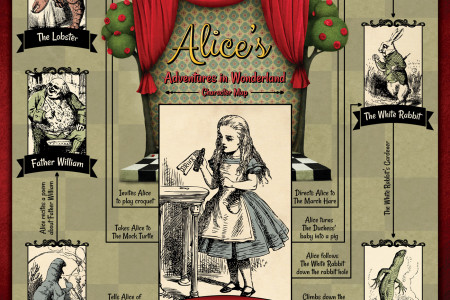 The Lobster
Alice's
Adventures in Wonderland
Character Map
The White Rabbit
Father William
Alice recites a poem
about Father William
The White Rabbit's Gardener
Invites Alice
to play croquet
Takes Alice to
The Mock Turtle
Tells Alice of
DRINK ME
Directs Alice to
The March Hare
Alice turns
The Duchess'
baby into a pig
Alice follows
The White Rabbit
down the rabbit hole
Climbs down the